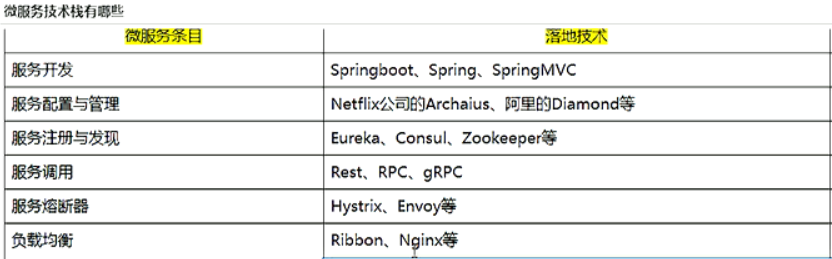 微服务技术栈有哪些
微服务条目 落地技术
服务开发 Springboot、Spring、SpringMVC
服务配置与管理 Netflix公司的Archaius、阿里的Diamond等
服务注册与发现 Eureka、Consul、Zookeeper等
服务调用 Rest、RPC、gRPC
服务熔断器 Hystrix、Envoy等
负载均衡 Ribbon、Nginx等